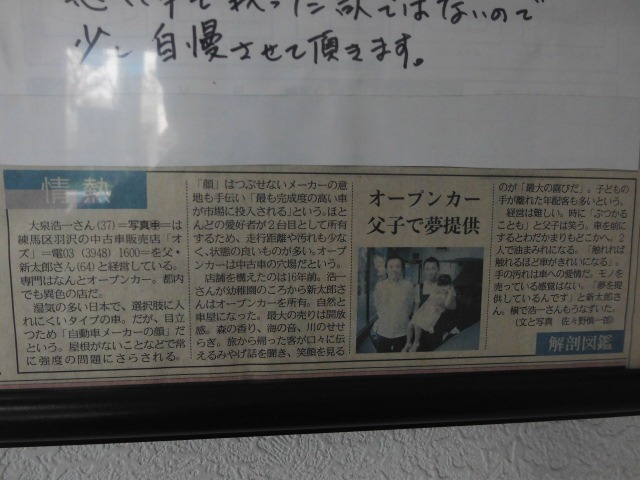 少し自慢させて頂きます。
情熱
大泉浩一さん(37)=写真車=は
練馬区羽沢の中古車販売店「オ
ズ」=電03(3948)1600=を父・
新太郎さん(64)と経営している。
専門はなんとオープンカー。都内
でも異色の店だ。
湿気の多い日本で、選択肢に入
れにくいタイプの車。だが、目立
つため「自動車メーカーの顔」だ
という。屋根がないことなどで常
に強度の問題にさらされる。
「顔」はつぶせないメーカーの意
地も手伝い「最も完成度の高い車
が市場に投入される」という。ほと
んどの愛好者が2台目として所有
するため、走行距離や汚れも少な
く、状態の良いものが多い。オープ
ンカーは中古車の穴場だという。
店舗を構えたのは16年前。浩一
さんが幼稚園のころから新太郎さ
んはオープンカーを所有。自然と
車屋になった。最大の売りは開放
感。森の香り、海の音、川のせせ
らぎ。旅から帰った客が口々に伝
えるみやげ話を聞き、笑顔を見る
オープンカー
父子で夢提供
のが「最大の喜びだ」。子どもの
手が離れた年配客も多いという。
経営は難しい。時に「ぶつかる
ことも」と父子は笑う。車を前
にするとわだかまりもどこかへ。2
人で油まみれになる。「触れれば
触れるほど車がきれいになる」。
手の汚れは車への愛情だ。モノを
売っている感覚はない。「夢を提
供しているんです」と新太郎さ
ん。横で浩一さんもうなずいた。
(文と写真 佐々野慎一郎)
解剖図鑑